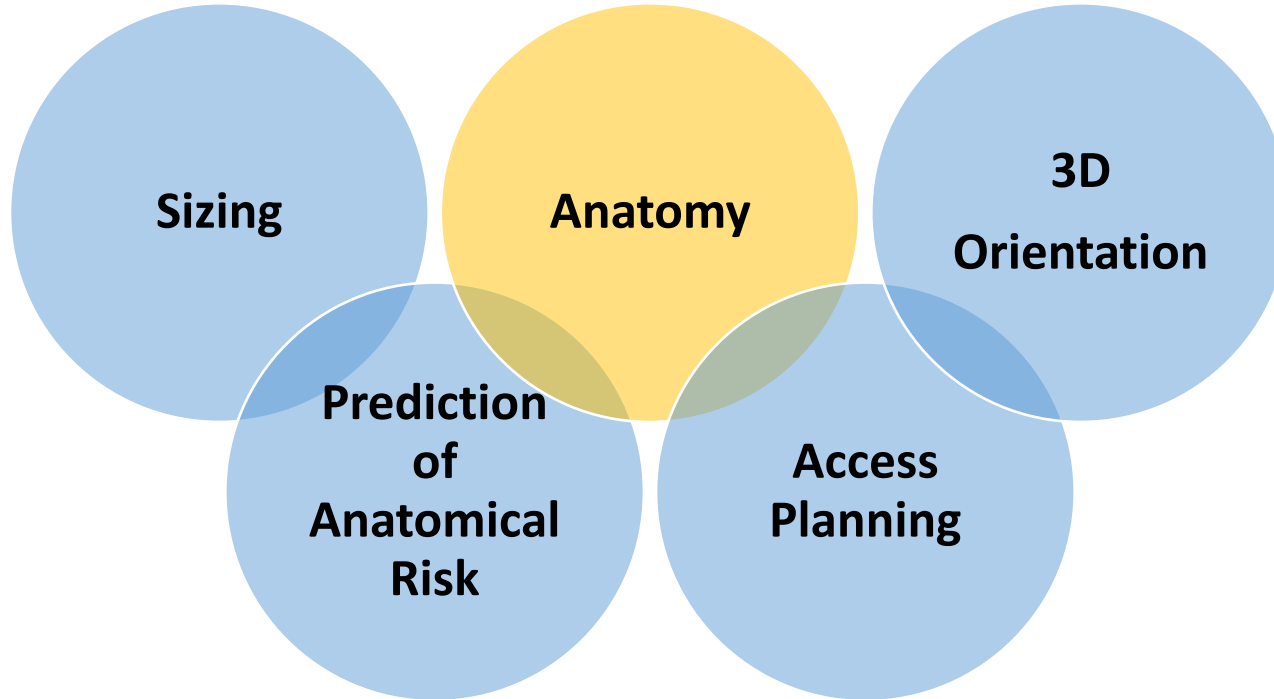 Sizing
Anatomy
3D
Orientation
Prediction
of
Anatomical
Risk
Access
Planning